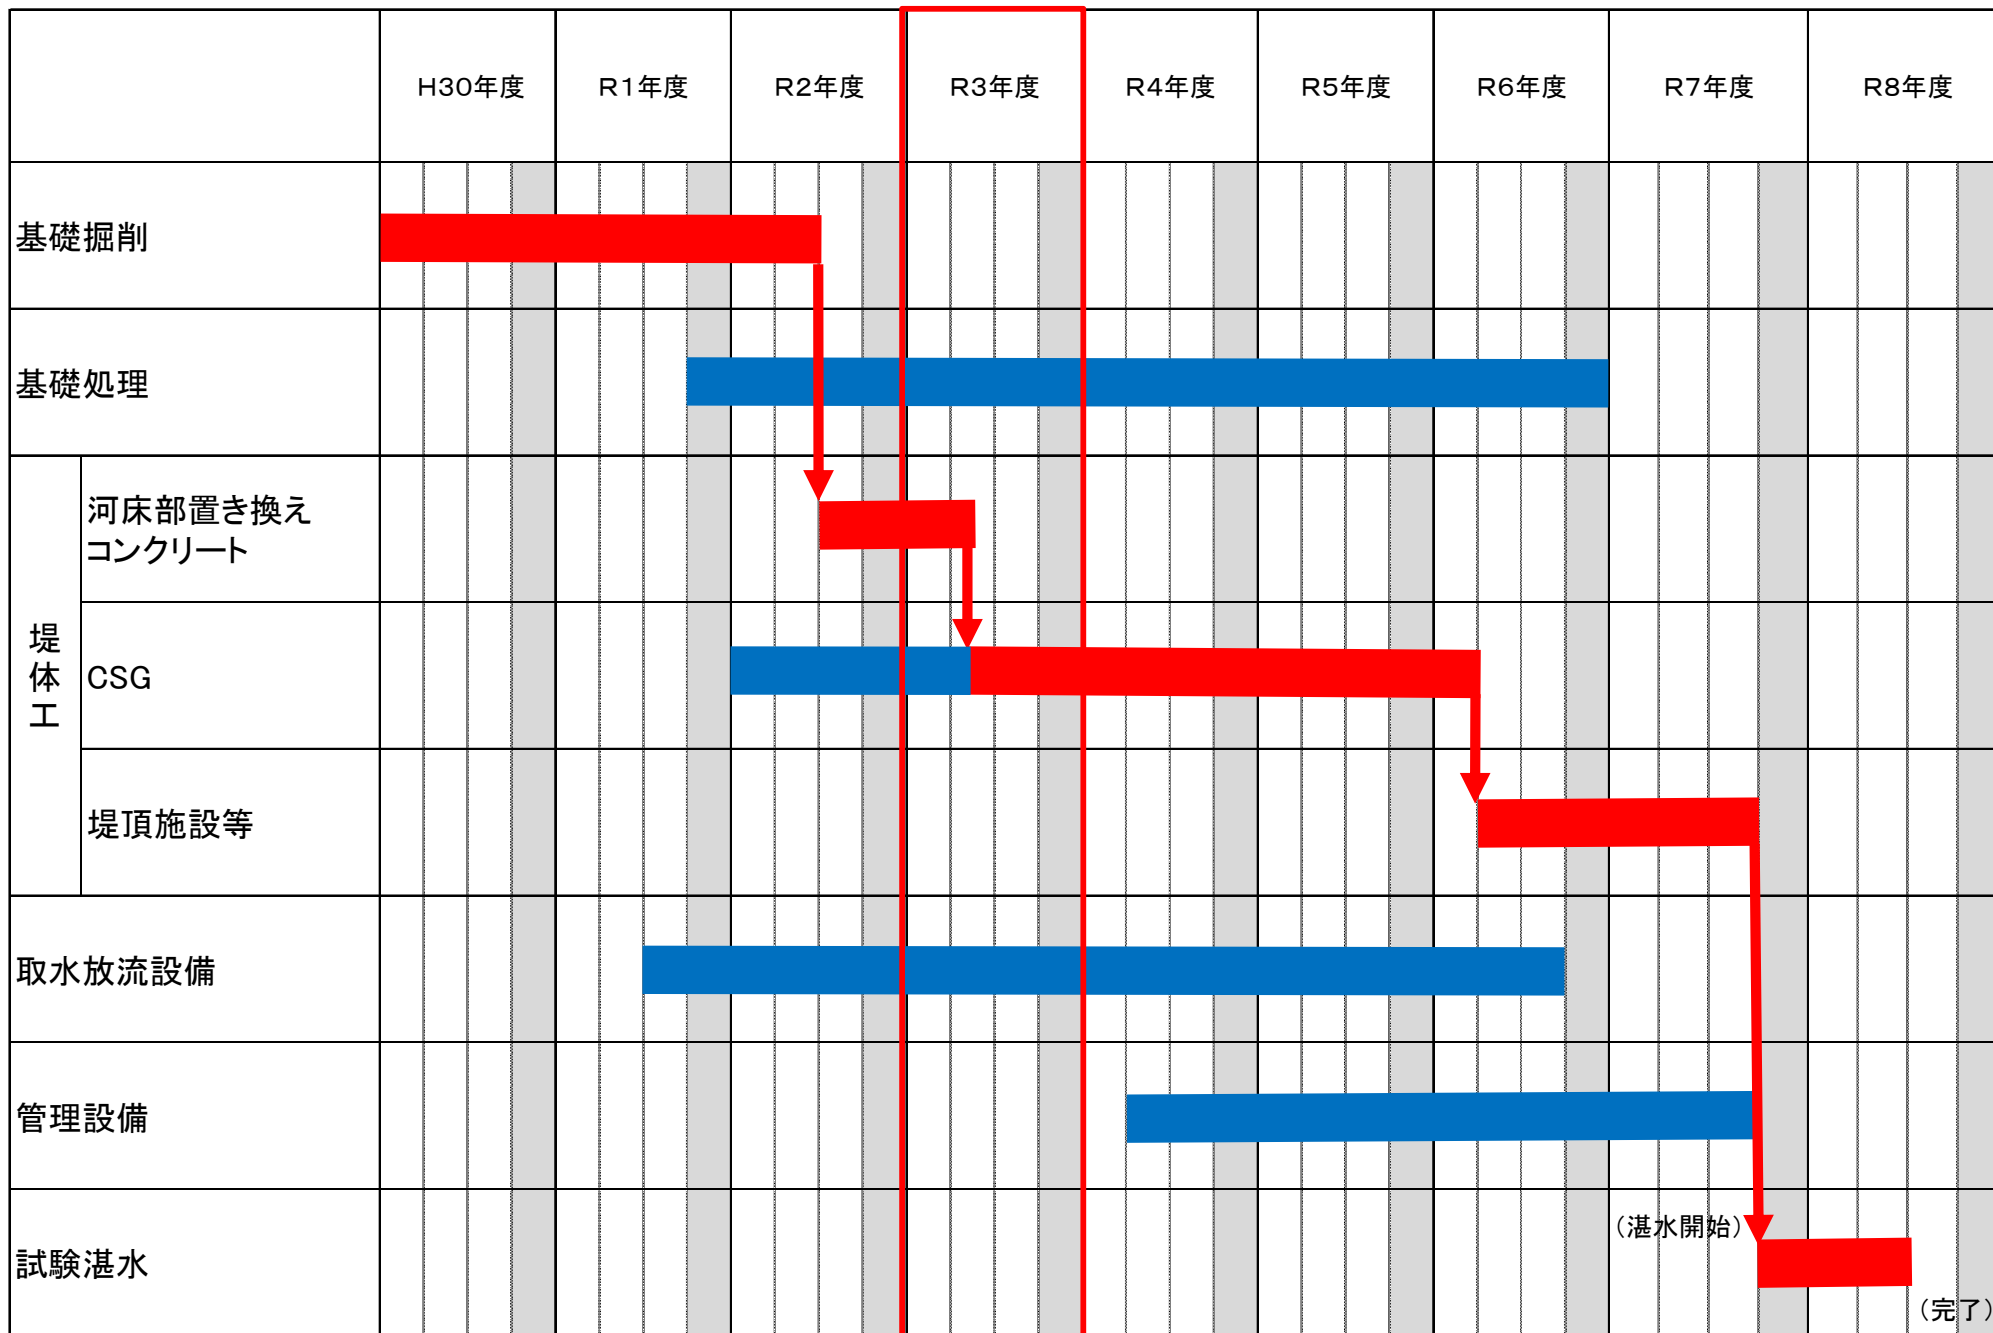 H30年度
R1年度
R2年度
R3年度
R4年度
R5年度
R6年度
R7年度
R8年度
基礎掘削
基礎処理
堤体工
河床部置き換え
コンクリート
CSG
堤頂施設等
取水放流設備
管理設備
試験湛水
（湛水開始）
（完了）